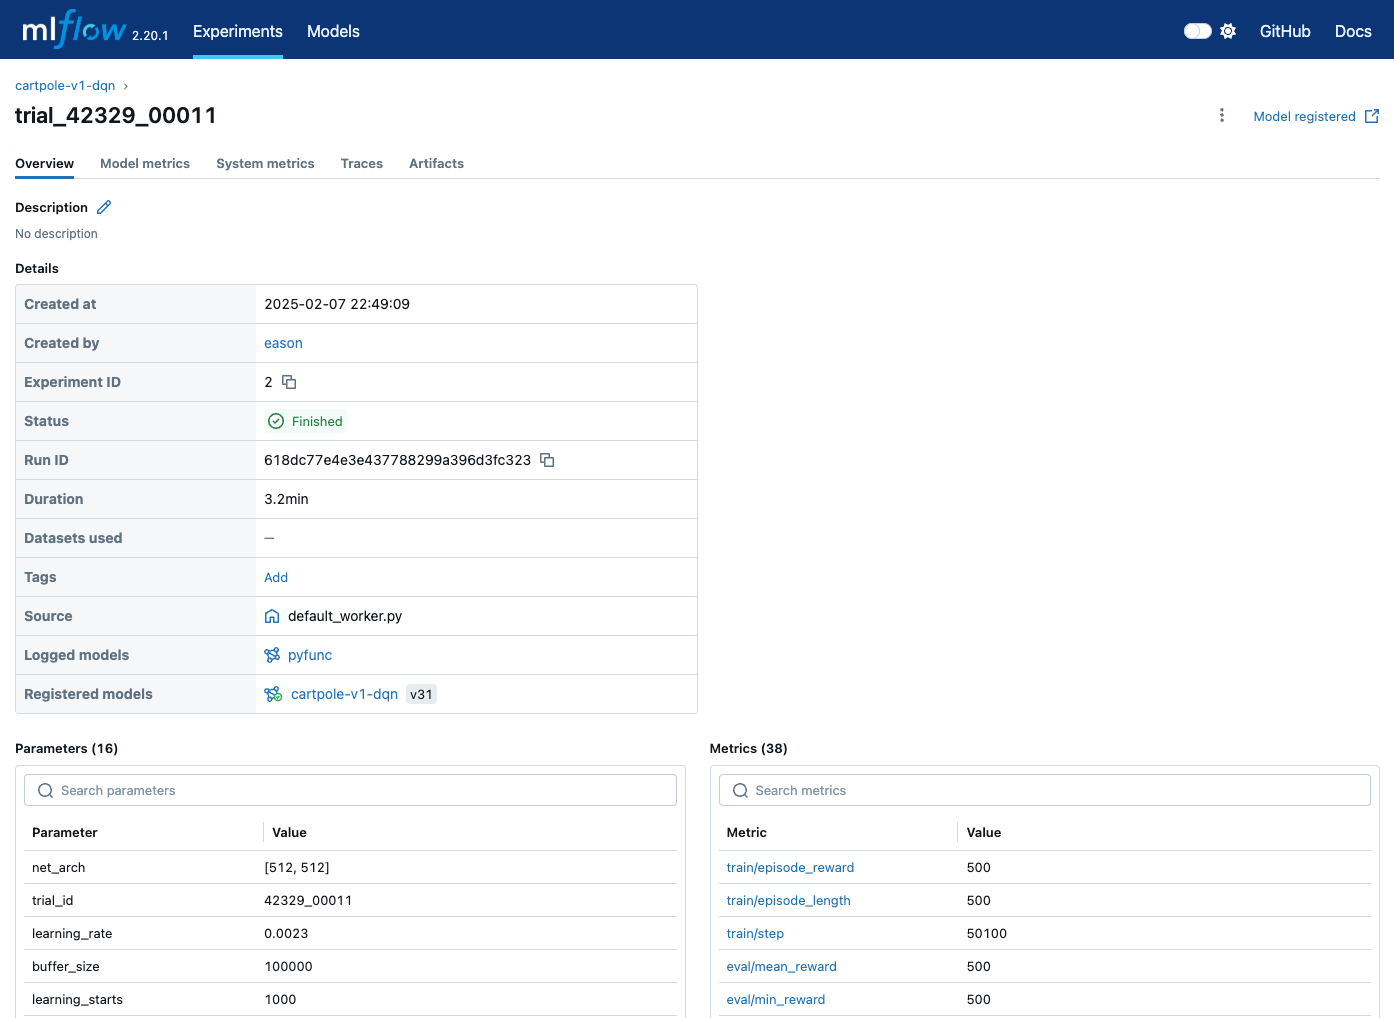 mlflow 2.20.1 Experiments Models GitHub Docs
cartpole-v1-dqn ›
trial_42329_00011
Model registered
Overview Model metrics System metrics Traces Artifacts
Description
No description
Details
Created at 2025-02-07 22:49:09
Created by eason
Experiment ID 2
Status Finished
Run ID 618dc77e4e3e437788299a396d3fc323
Duration 3.2min
Datasets used —
Tags Add
Source default_worker.py
Logged models pyfunc
Registered models cartpole-v1-dqn v31
Parameters (16)
Search parameters
Parameter Value
net_arch [512, 512]
trial_id 42329_00011
learning_rate 0.0023
buffer_size 100000
learning_starts 1000
Metrics (38)
Search metrics
Metric Value
train/episode_reward 500
train/episode_length 500
train/step 50100
eval/mean_reward 500
eval/min_reward 500